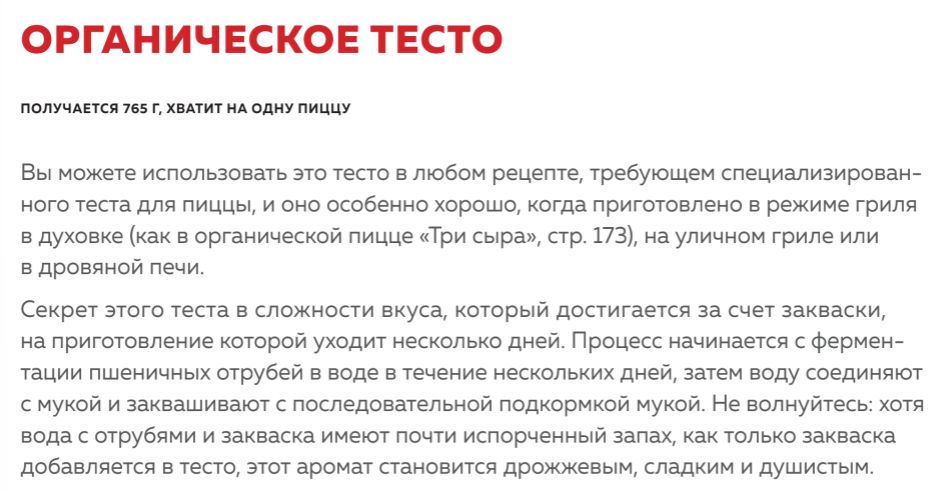 ОРГАНИЧЕСКОЕ ТЕСТО
ПОЛУЧАЕТСЯ 765 Г, ХВАТИТ НА ОДНУ ПИЦЦУ
Вы можете использовать это тесто в любом рецепте, требующем специализирован-
ного теста для пиццы, и оно особенно хорошо, когда приготовлено в режиме гриля
в духовке (как в органической пицце «Три сыра», стр. 173), на уличном гриле или
в дровяной печи.
Секрет этого теста в сложности вкуса, который достигается за счет закваски,
на приготовление которой уходит несколько дней. Процесс начинается с фермен-
тации пшеничных отрубей в воде в течение нескольких дней, затем воду соединяют
с мукой и заквашивают с последовательной подкормкой мукой. Не волнуйтесь: хотя
вода с отрубями и закваска имеют почти испорченный запах, как только закваска
добавляется в тесто, этот аромат становится дрожжевым, сладким и душистым.